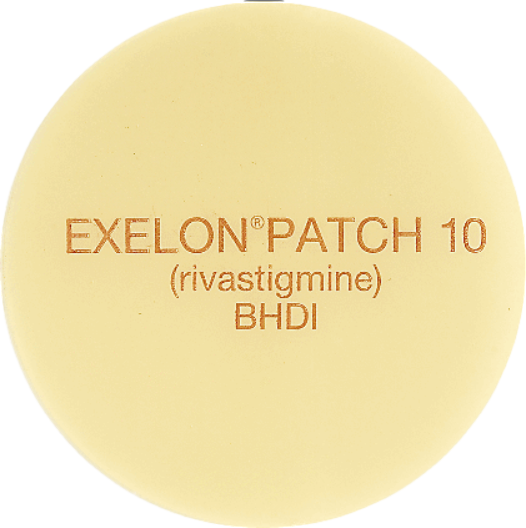 EXELON® PATCH 10
(rivastigmine)
BHDI